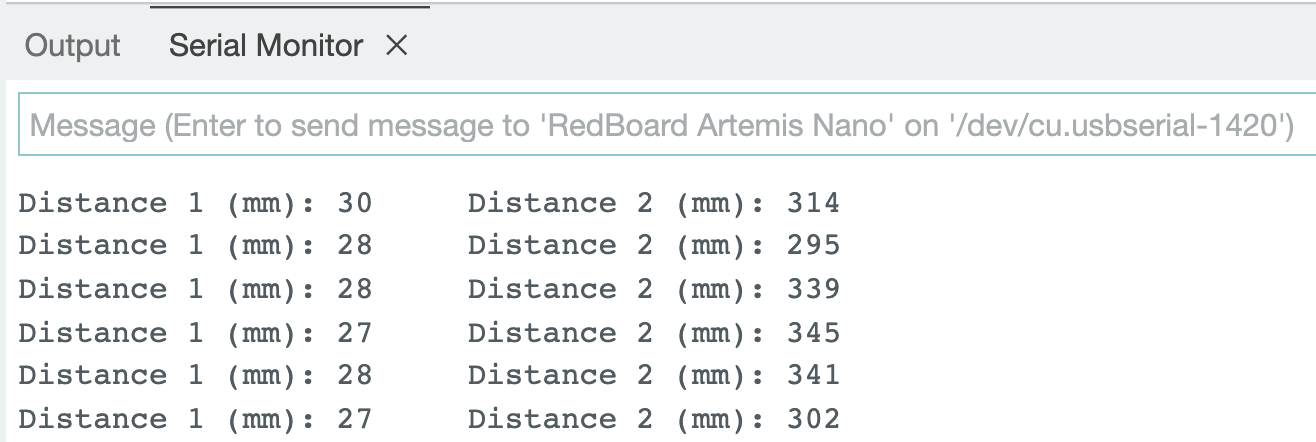 Output Serial Monitor ×
Message (Enter to send message to 'RedBoard Artemis Nano' on '/dev/cu.usbserial-1420')
Distance 1 (mm): 30 Distance 2 (mm): 314
Distance 1 (mm): 28 Distance 2 (mm): 295
Distance 1 (mm): 28 Distance 2 (mm): 339
Distance 1 (mm): 27 Distance 2 (mm): 345
Distance 1 (mm): 28 Distance 2 (mm): 341
Distance 1 (mm): 27 Distance 2 (mm): 302